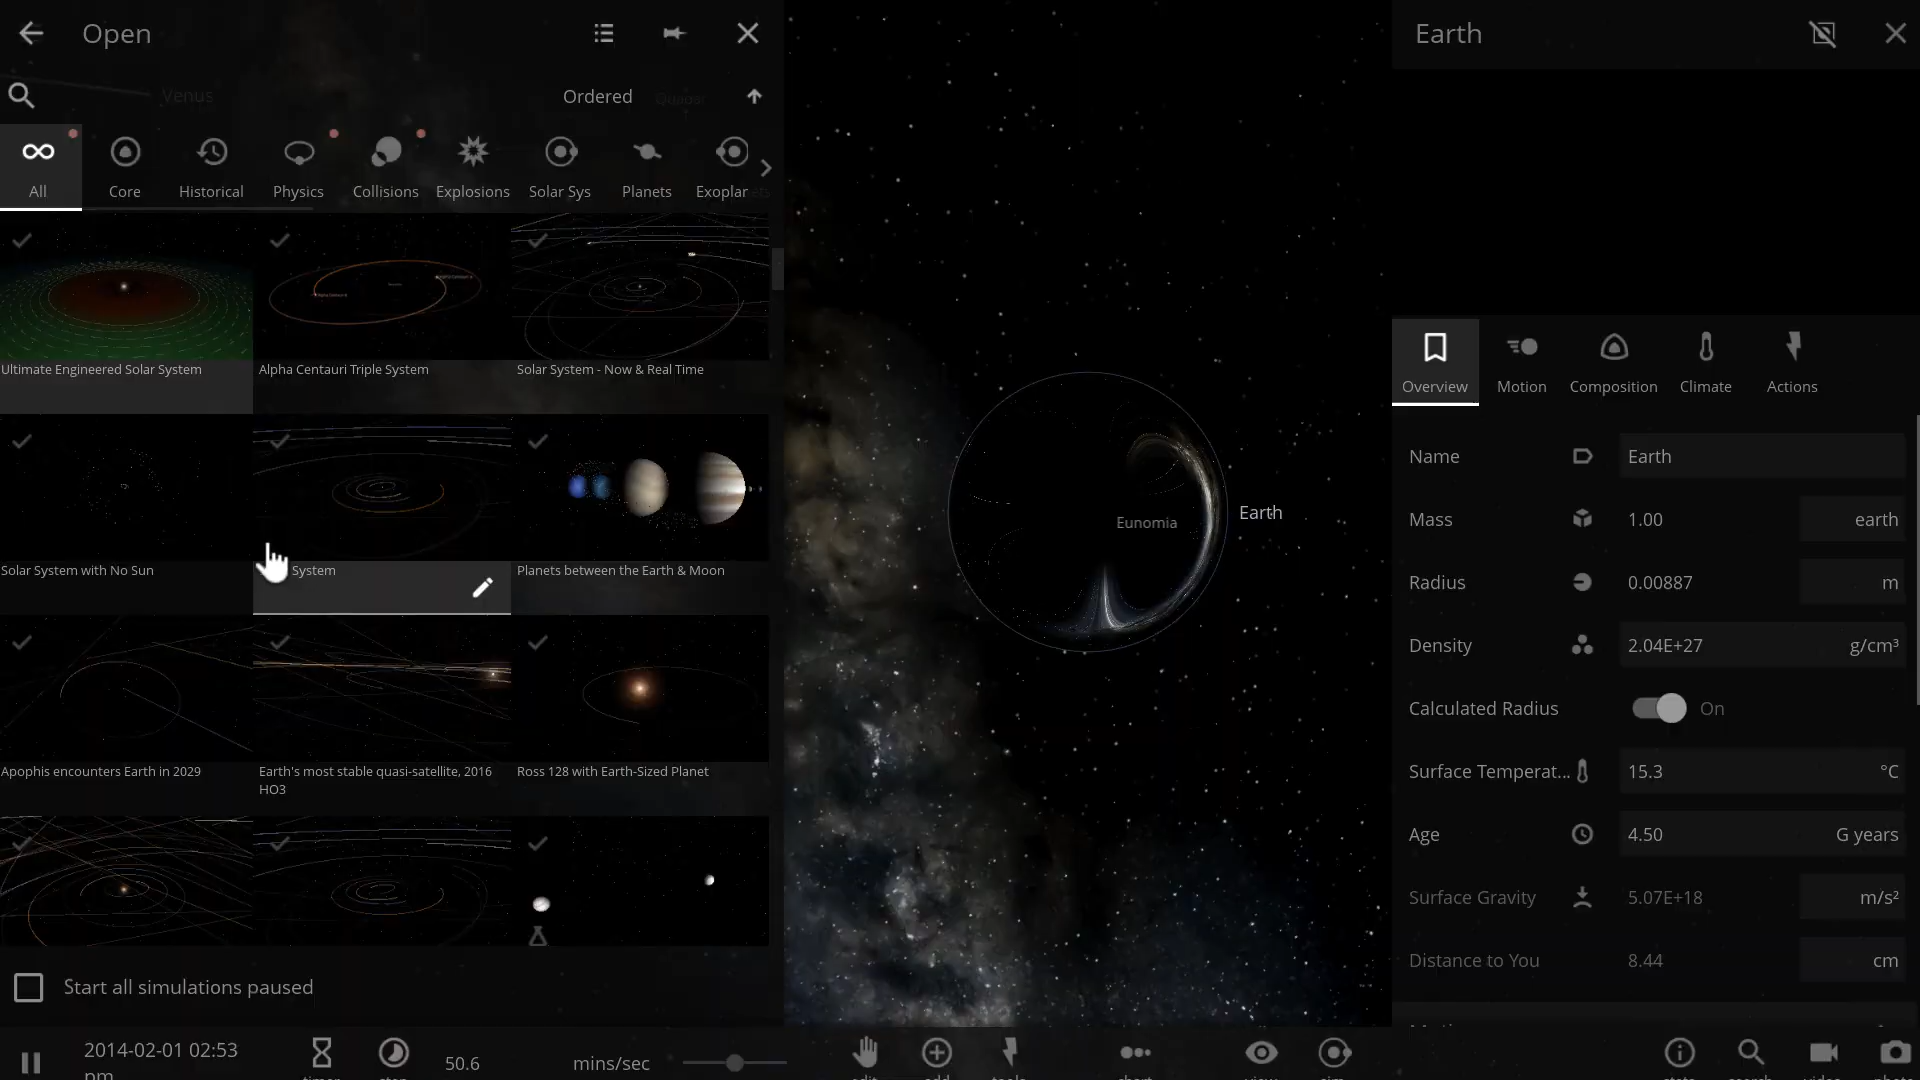 Open
Venus
Ordered
All
Core
Historical
Physics
Collisions
Explosions
Solar Sys
Planets
Ultimate Engineered Solar System
Alpha Centauri Triple System
Solar System - Now & Real Time
Solar System with No Sun
System
Planets between the Earth & Moon
Apophis encounters Earth in 2029
Earth's most stable quasi-satellite, 2016
HO3
Ross 128 with Earth-Sized Planet
Start all simulations paused
2014-02-01 02:53
pm
50.6
mins/sec
Eunomia
Earth
Earth
Overview
Motion
Composition
Climate
Actions
Name Earth
Mass 1.00 earth
Radius 0.00887 m
Density 2.04E+27 g/cm³
Calculated Radius On
Surface Temperat... 15.3 °C
Age 4.50 G years
Surface Gravity 5.07E+18 m/s²
Distance to You 8.44 cm